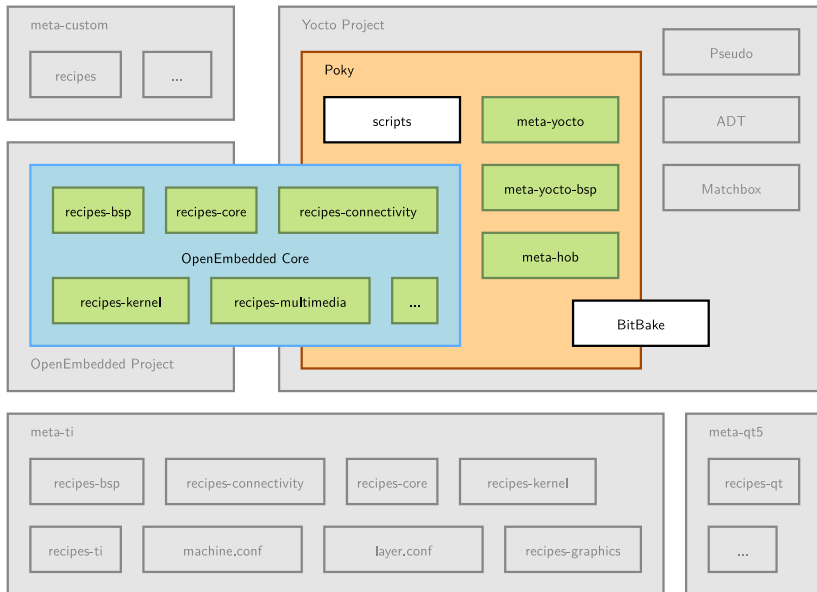 meta-custom
recipes
...
Yocto Project
Poky
scripts
meta-yocto
meta-yocto-bsp
meta-hob
BitBake
Pseudo
ADT
Matchbox
recipes-bsp
recipes-core
recipes-connectivity
OpenEmbedded Core
recipes-kernel
recipes-multimedia
...
OpenEmbedded Project
meta-ti
recipes-bsp
recipes-connectivity
recipes-core
recipes-kernel
recipes-ti
machine.conf
layer.conf
recipes-graphics
meta-qt5
recipes-qt
...